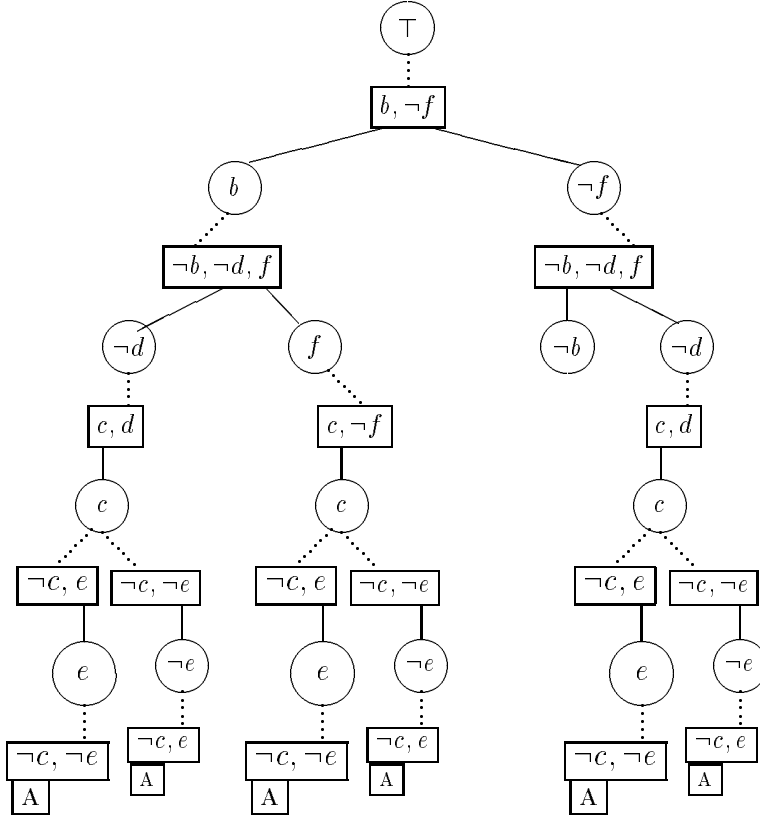 ⊤
b, ¬f
b ¬f
¬b, ¬d, f ¬b, ¬d, f
¬d f ¬b ¬d
c, d c, ¬f c, d
c c c
¬c, e ¬c, ¬e ¬c, e ¬c, ¬e ¬c, e ¬c, ¬e
e ¬e e ¬e e ¬e
¬c, ¬e ¬c, e ¬c, ¬e ¬c, e ¬c, ¬e ¬c, e
A A A A A A